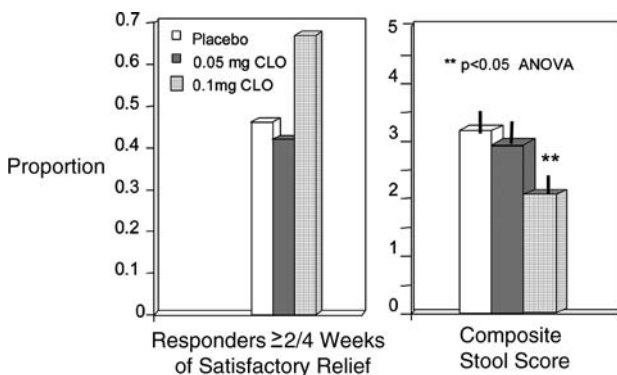 0.7
0.6
0.5
0.4
0.3
0.2
0.1
0
Proportion
Placebo
0.05 mg CLO
0.1mg CLO
Responders ≥2/4 Weeks
of Satisfactory Relief
5
4
3
2
1
0
** p<0.05 ANOVA
**
Composite
Stool Score